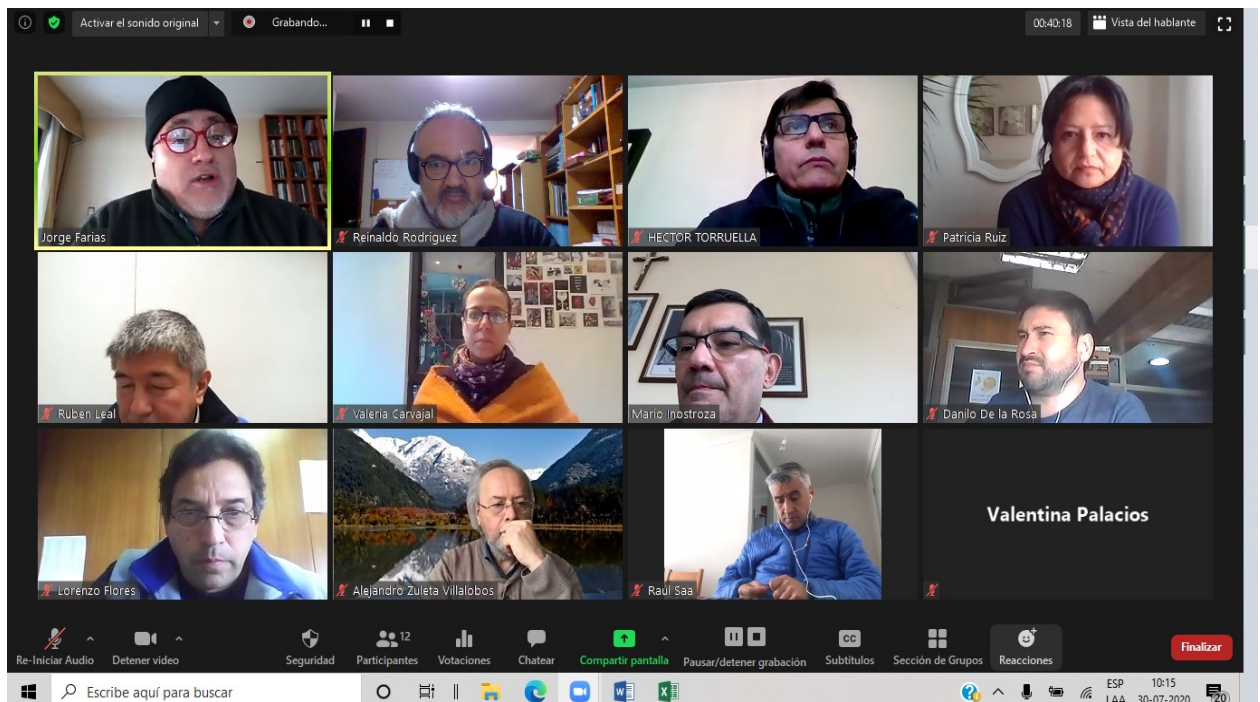 Activar el sonido original
Grabando...
00:40:18
Vista del hablante
Jorge Farias
Reinaldo Rodriguez
HECTOR TORRUELLA
Patricia Ruiz
Ruben Leal
Valeria Carvajal
Mario Inostroza
Danilo De la Rosa
Lorenzo Flores
Alejandro Zuleta Villalobos
Raúl Saa
Valentina Palacios
12
Re-Iniciar Audio
Detener video
Seguridad
Participantes
Votaciones
Chatear
Compartir pantalla
Pausar/detener grabación
CC
Subtítulos
Sección de Grupos
Reacciones
Finalizar
Escribe aquí para buscar
ESP
LAA
10:15
30-07-2020
20